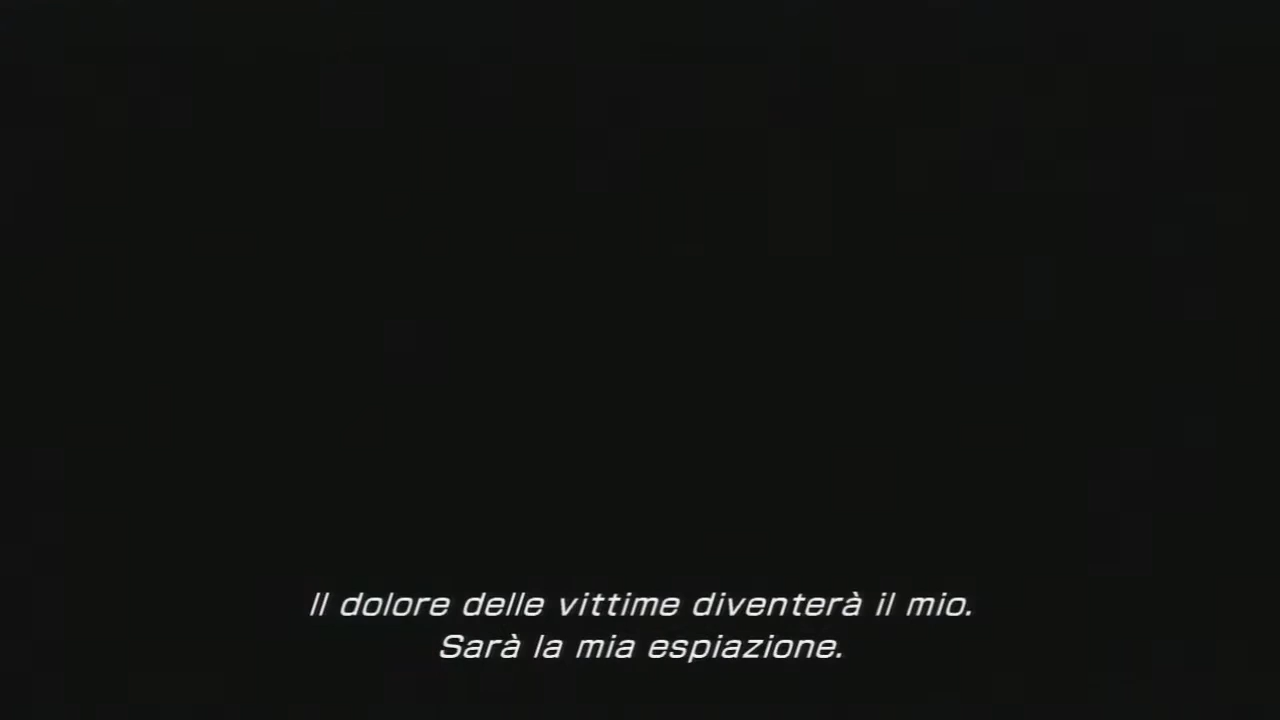 Il dolore delle vittime diventerà il mio.
Sarà la mia espiazione.